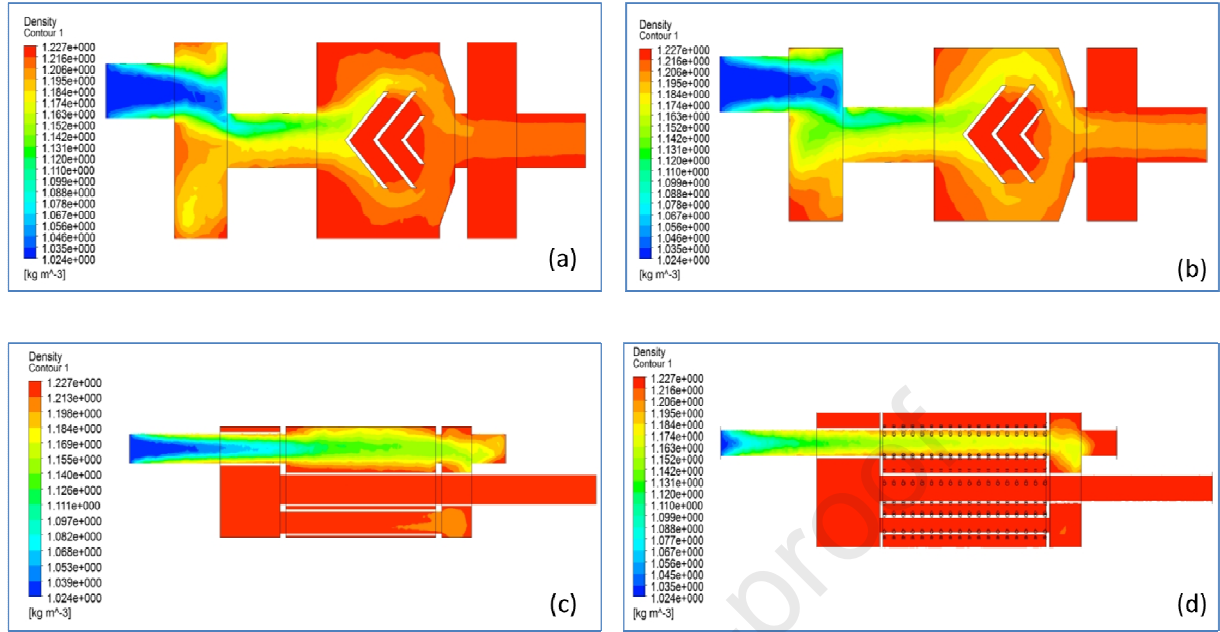 Density
Contour 1
1.227e+000
1.216e+000
1.206e+000
1.195e+000
1.184e+000
1.174e+000
1.163e+000
1.152e+000
1.142e+000
1.131e+000
1.120e+000
1.110e+000
1.099e+000
1.088e+000
1.078e+000
1.067e+000
1.056e+000
1.046e+000
1.035e+000
1.024e+000
[kg m^-3]
(a)
Density
Contour 1
1.227e+000
1.216e+000
1.206e+000
1.195e+000
1.184e+000
1.174e+000
1.163e+000
1.152e+000
1.142e+000
1.131e+000
1.120e+000
1.110e+000
1.099e+000
1.088e+000
1.078e+000
1.067e+000
1.056e+000
1.046e+000
1.035e+000
1.024e+000
[kg m^-3]
(b)
Density
Contour 1
1.227e+000
1.213e+000
1.198e+000
1.184e+000
1.169e+000
1.155e+000
1.140e+000
1.126e+000
1.111e+000
1.097e+000
1.082e+000
1.068e+000
1.053e+000
1.039e+000
1.024e+000
[kg m^-3]
(c)
Density
Contour 1
1.227e+000
1.216e+000
1.206e+000
1.195e+000
1.184e+000
1.174e+000
1.163e+000
1.152e+000
1.142e+000
1.131e+000
1.120e+000
1.110e+000
1.099e+000
1.088e+000
1.077e+000
1.067e+000
1.056e+000
1.045e+000
1.035e+000
1.024e+000
[kg m^-3]
(d)
proof